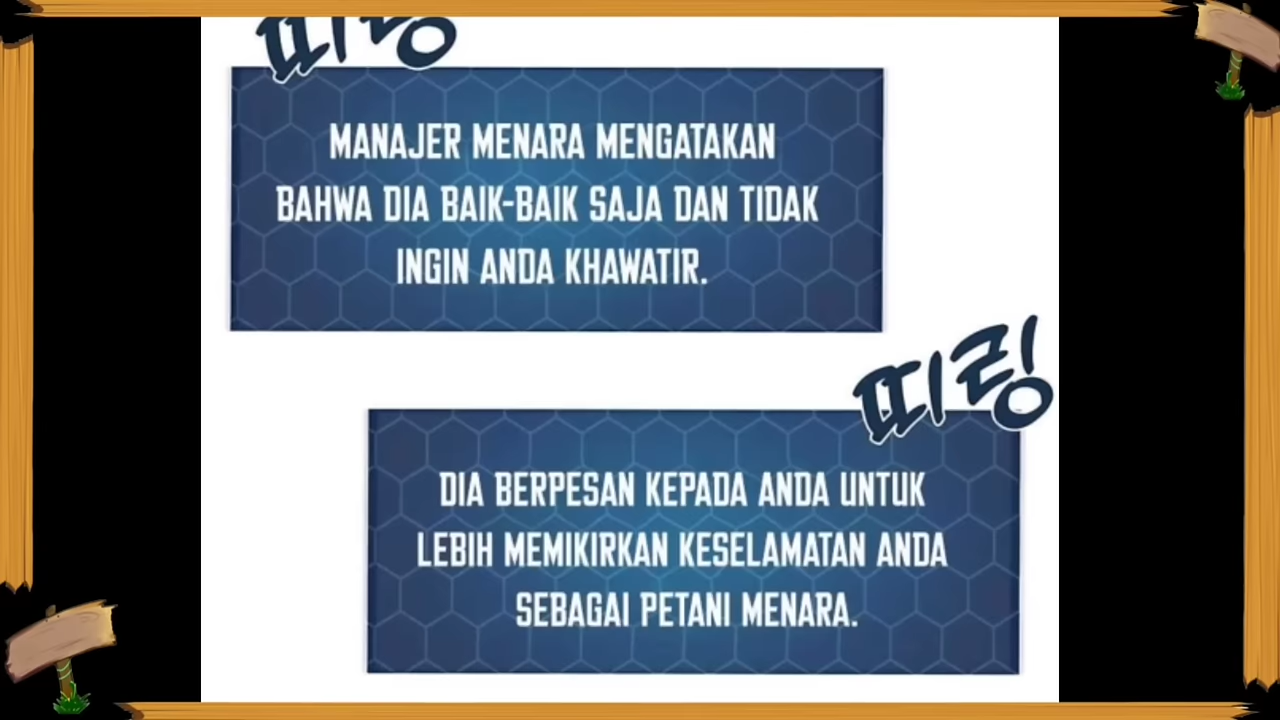 띠링
MANAJER MENARA MENGATAKAN
BAHWA DIA BAIK-BAIK SAJA DAN TIDAK
INGIN ANDA KHAWATIR.
띠링
DIA BERPESAN KEPADA ANDA UNTUK
LEBIH MEMIKIRKAN KESELAMATAN ANDA
SEBAGAI PETANI MENARA.